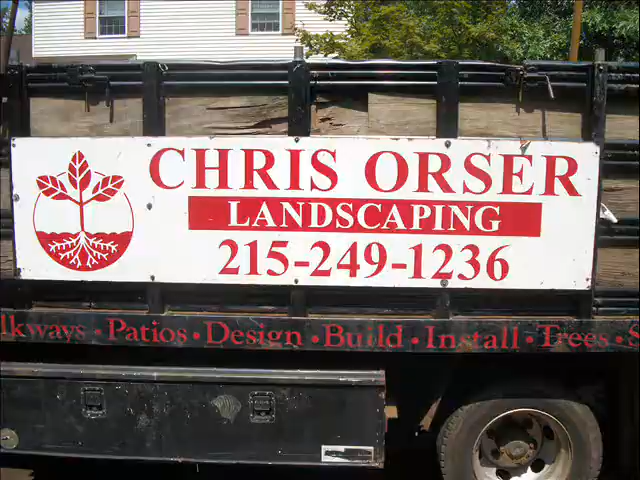 CHRIS ORSER
LANDSCAPING
215-249-1236
lkways • Patios • Design • Build • Install • Trees • S